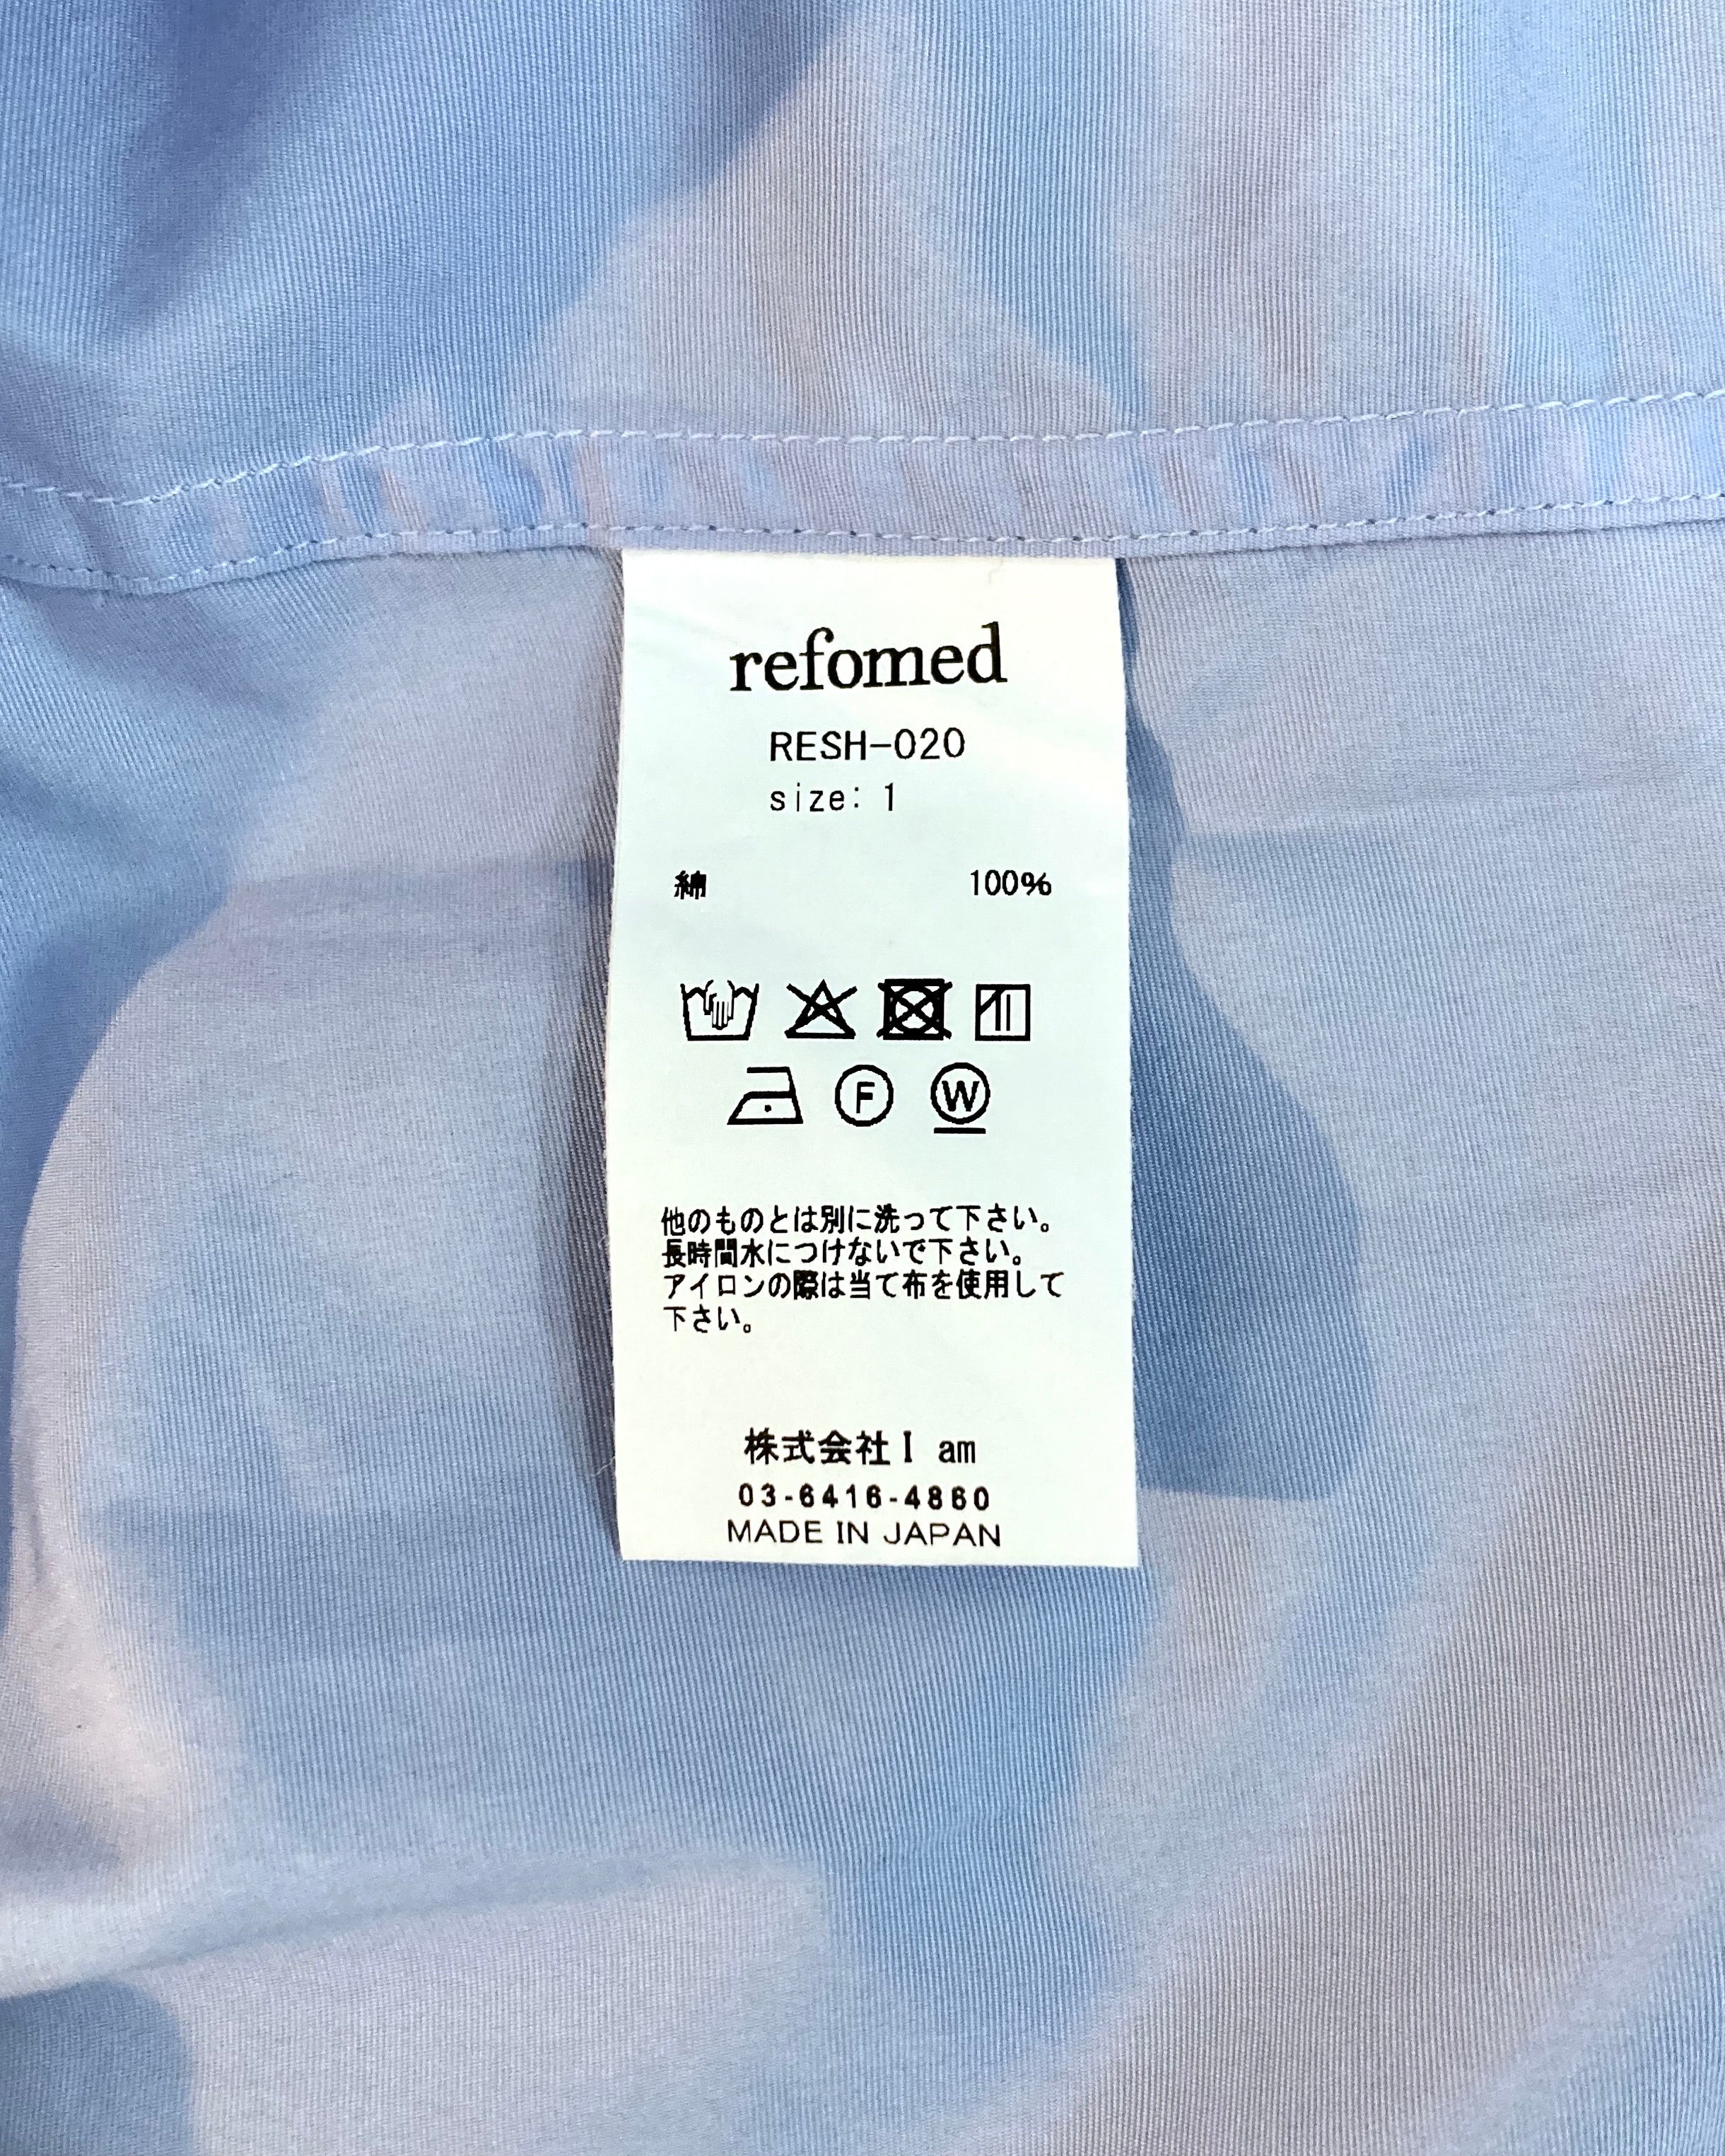 refomed
RESH-020
size: 1
綿 100%
F W
他のものとは別に洗って下さい。
長時間水につけないで下さい。
アイロンの際は当て布を使用して
下さい。
株式会社I am
03-6416-4860
MADE IN JAPAN